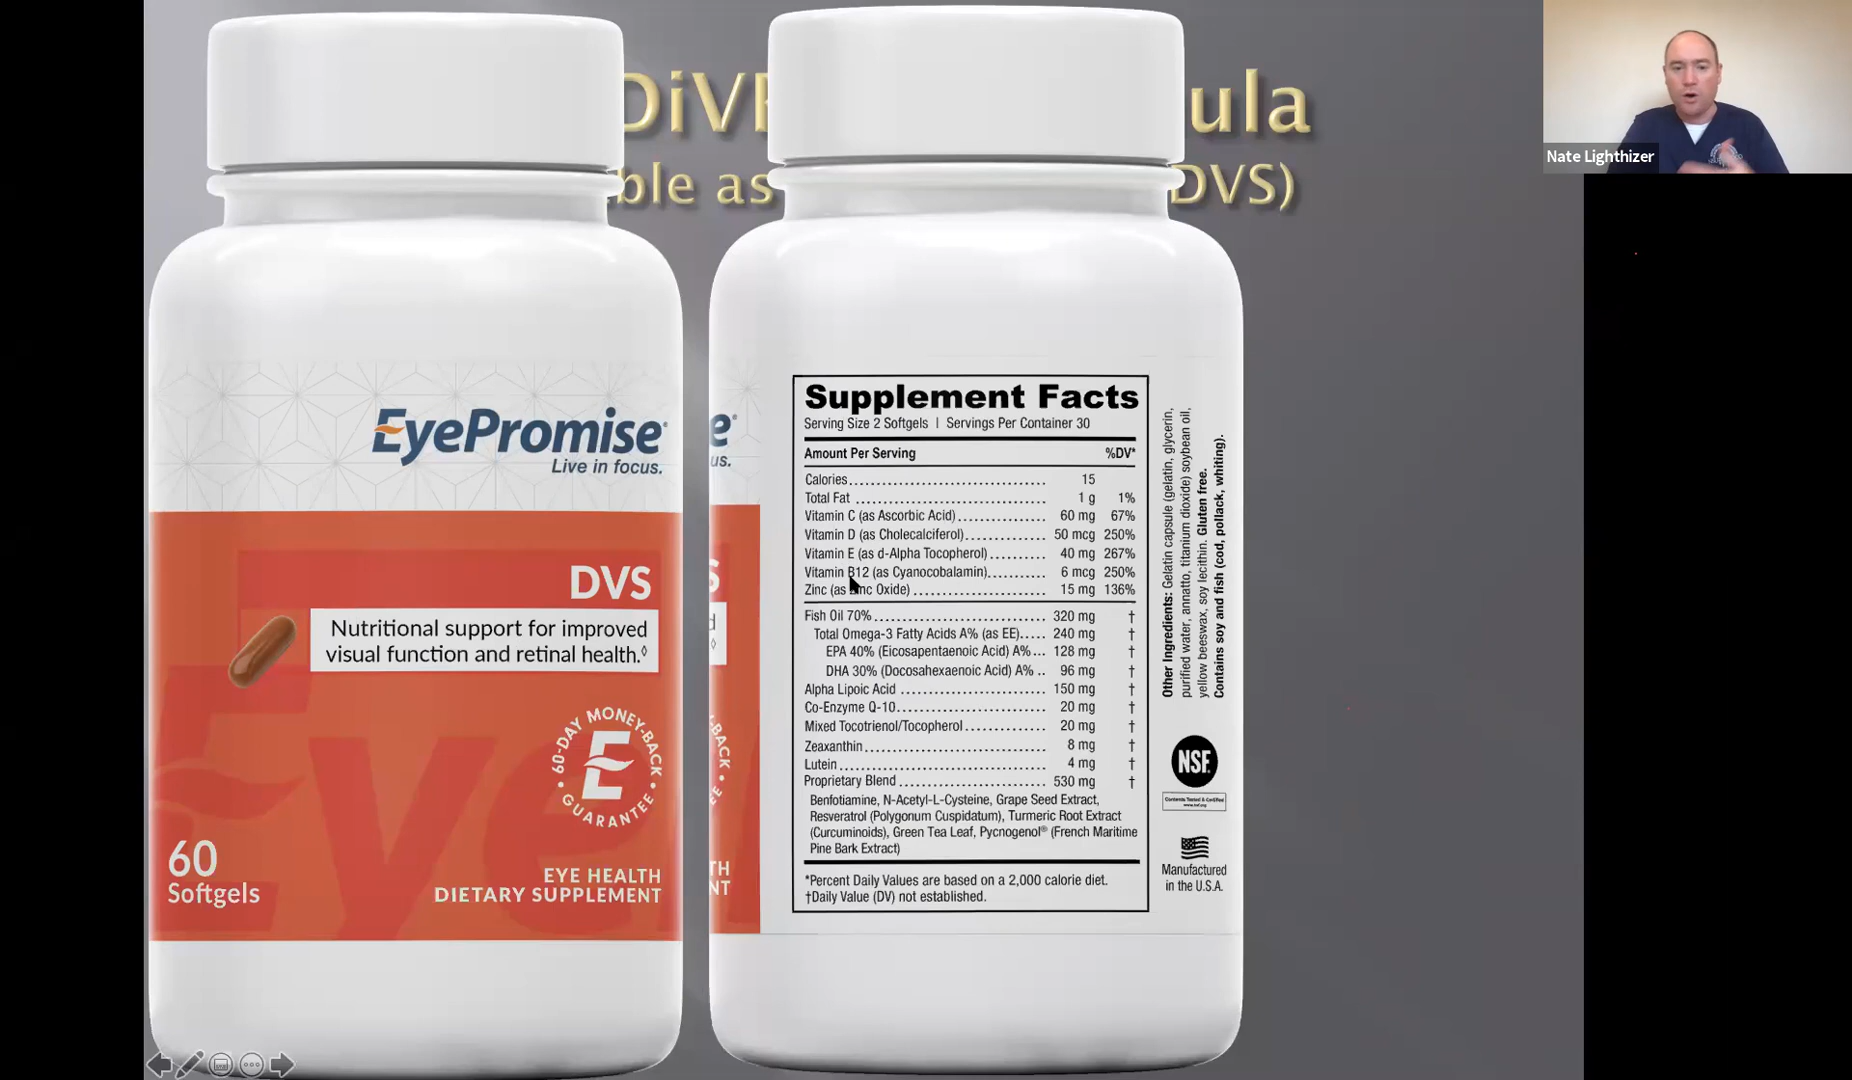 DiV
ula
ble as
DVS)
Nate Lighthizer
EyePromise®
Live in focus.
DVS
Nutritional support for improved
visual function and retinal health.◊
60-DAY MONEY-BACK
GUARANTEE
E
60
Softgels
EYE HEALTH
DIETARY SUPPLEMENT
e®
us.
S
d
◊
-BACK
EE
TH
NT
Supplement Facts
Serving Size 2 Softgels | Servings Per Container 30
Amount Per Serving %DV*
Calories 15
Total Fat 1 g 1%
Vitamin C (as Ascorbic Acid) 60 mg 67%
Vitamin D (as Cholecalciferol) 50 mcg 250%
Vitamin E (as d-Alpha Tocopherol) 40 mg 267%
Vitamin B12 (as Cyanocobalamin) 6 mcg 250%
Zinc (as Zinc Oxide) 15 mg 136%
Fish Oil 70% 320 mg †
Total Omega-3 Fatty Acids A% (as EE) 240 mg †
EPA 40% (Eicosapentaenoic Acid) A% 128 mg †
DHA 30% (Docosahexaenoic Acid) A% 96 mg †
Alpha Lipoic Acid 150 mg †
Co-Enzyme Q-10 20 mg †
Mixed Tocotrienol/Tocopherol 20 mg †
Zeaxanthin 8 mg †
Lutein 4 mg †
Proprietary Blend 530 mg †
Benfotiamine, N-Acetyl-L-Cysteine, Grape Seed Extract,
Resveratrol (Polygonum Cuspidatum), Turmeric Root Extract
(Curcuminoids), Green Tea Leaf, Pycnogenol® (French Maritime
Pine Bark Extract)
*Percent Daily Values are based on a 2,000 calorie diet.
†Daily Value (DV) not established.
Other Ingredients: Gelatin capsule (gelatin, glycerin,
purified water, annatto, titanium dioxide) soybean oil,
yellow beeswax, soy lecithin. Gluten free.
Contains soy and fish (cod, pollack, whiting).
NSF
Contents Tested & Certified
www.nsf.org
Manufactured
in the U.S.A.